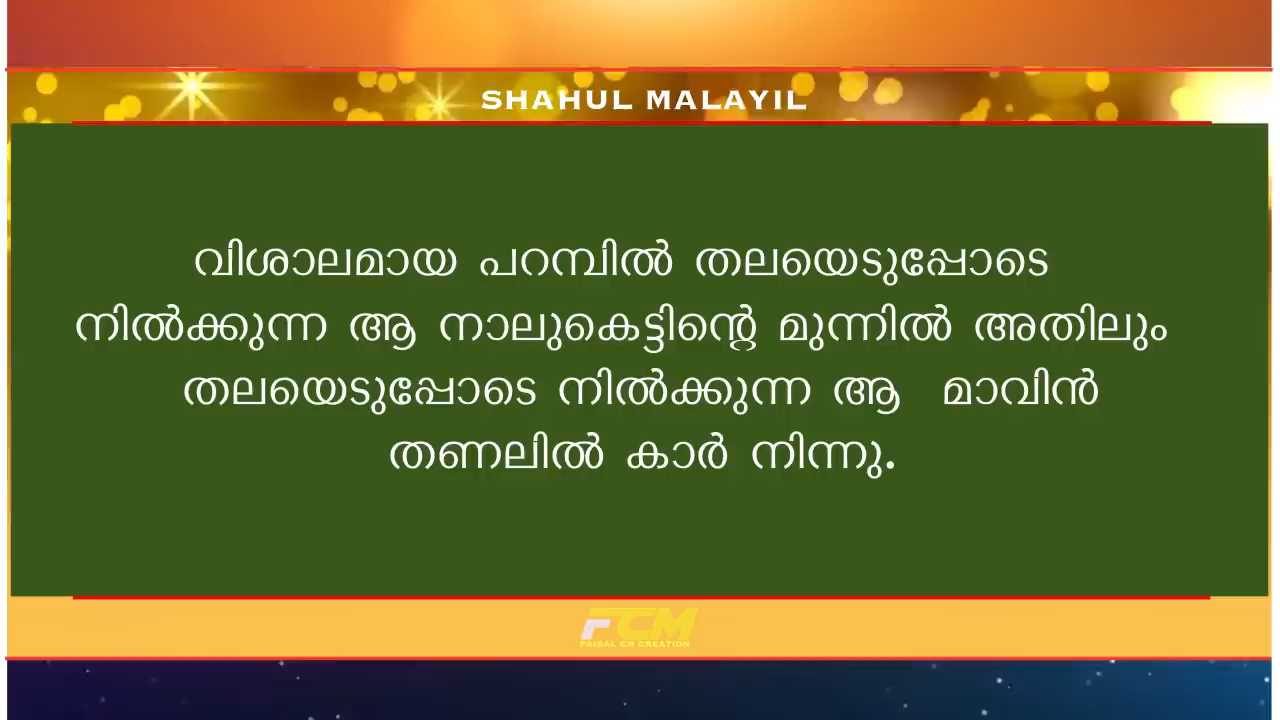 SHAHUL MALAYIL
വിശാലമായ പറമ്പിൽ തലയെടുപ്പോടെ
നിൽക്കുന്ന ആ നാലുകെട്ടിന്റെ മുന്നിൽ അതിലും
തലയെടുപ്പോടെ നിൽക്കുന്ന ആ മാവിൻ
തണലിൽ കാർ നിന്നു.
FCM
FAISAL CM CREATION